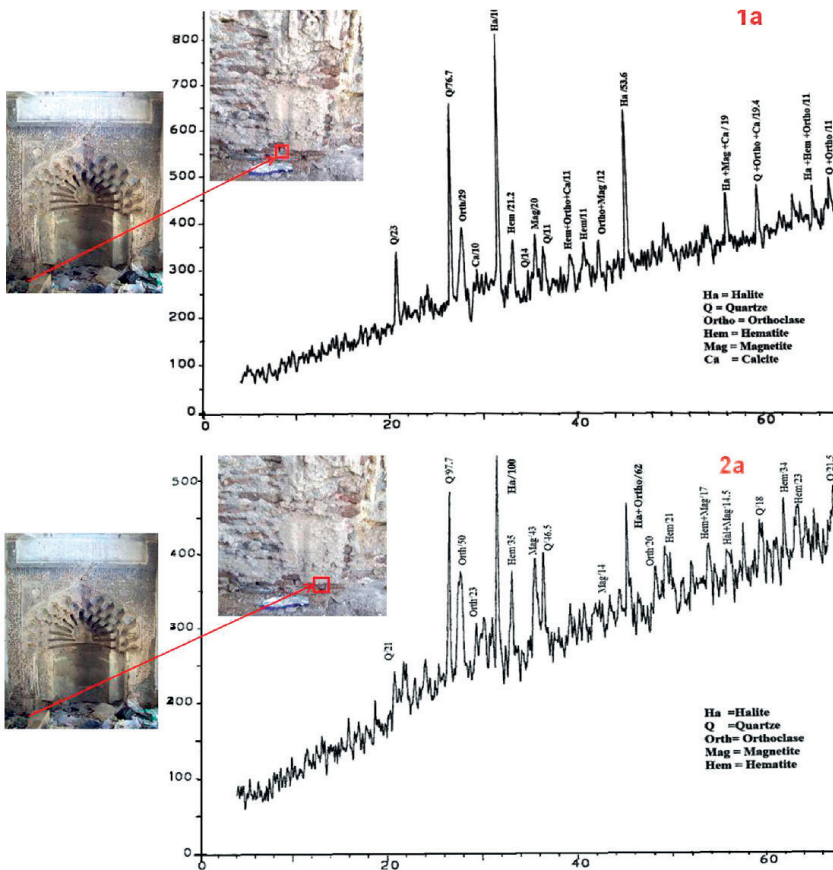 1a
800
700
600
500
400
300
200
100
0
0
20
40
60
Q/23
Q/76.7
Orth/29
Ca/10
Hem /21.2
Q/14
Mag/20
Q/11
Hem+Ortho+Ca/11
Hem/11
Ortho+Mag /12
Ha /53.6
Ha +Mag +Ca / 19
Q +Ortho +Ca /19.4
Ha +Hem +Ortho /11
Q +Ortho /11
Ha = Halite
Q = Quartze
Ortho = Orthoclase
Hem = Hematite
Mag = Magnetite
Ca = Calcite
2a
500
400
300
100
0
0
20
40
60
Q'21
Q'97.7
Orth'50
Orth'23
Ha/100
Hem'35
Mag'43
Q'46.5
Mag'14
Ha+Ortho/62
Orth'20
Hem'21
Hem+Mag'17
Hal+Mag'14.5
Q'18
Hem'34
Hem'23
Q'21.5
Ha =Halite
Q =Quartze
Orth= Orthoclase
Mag = Magnetite
Hem = Hematite